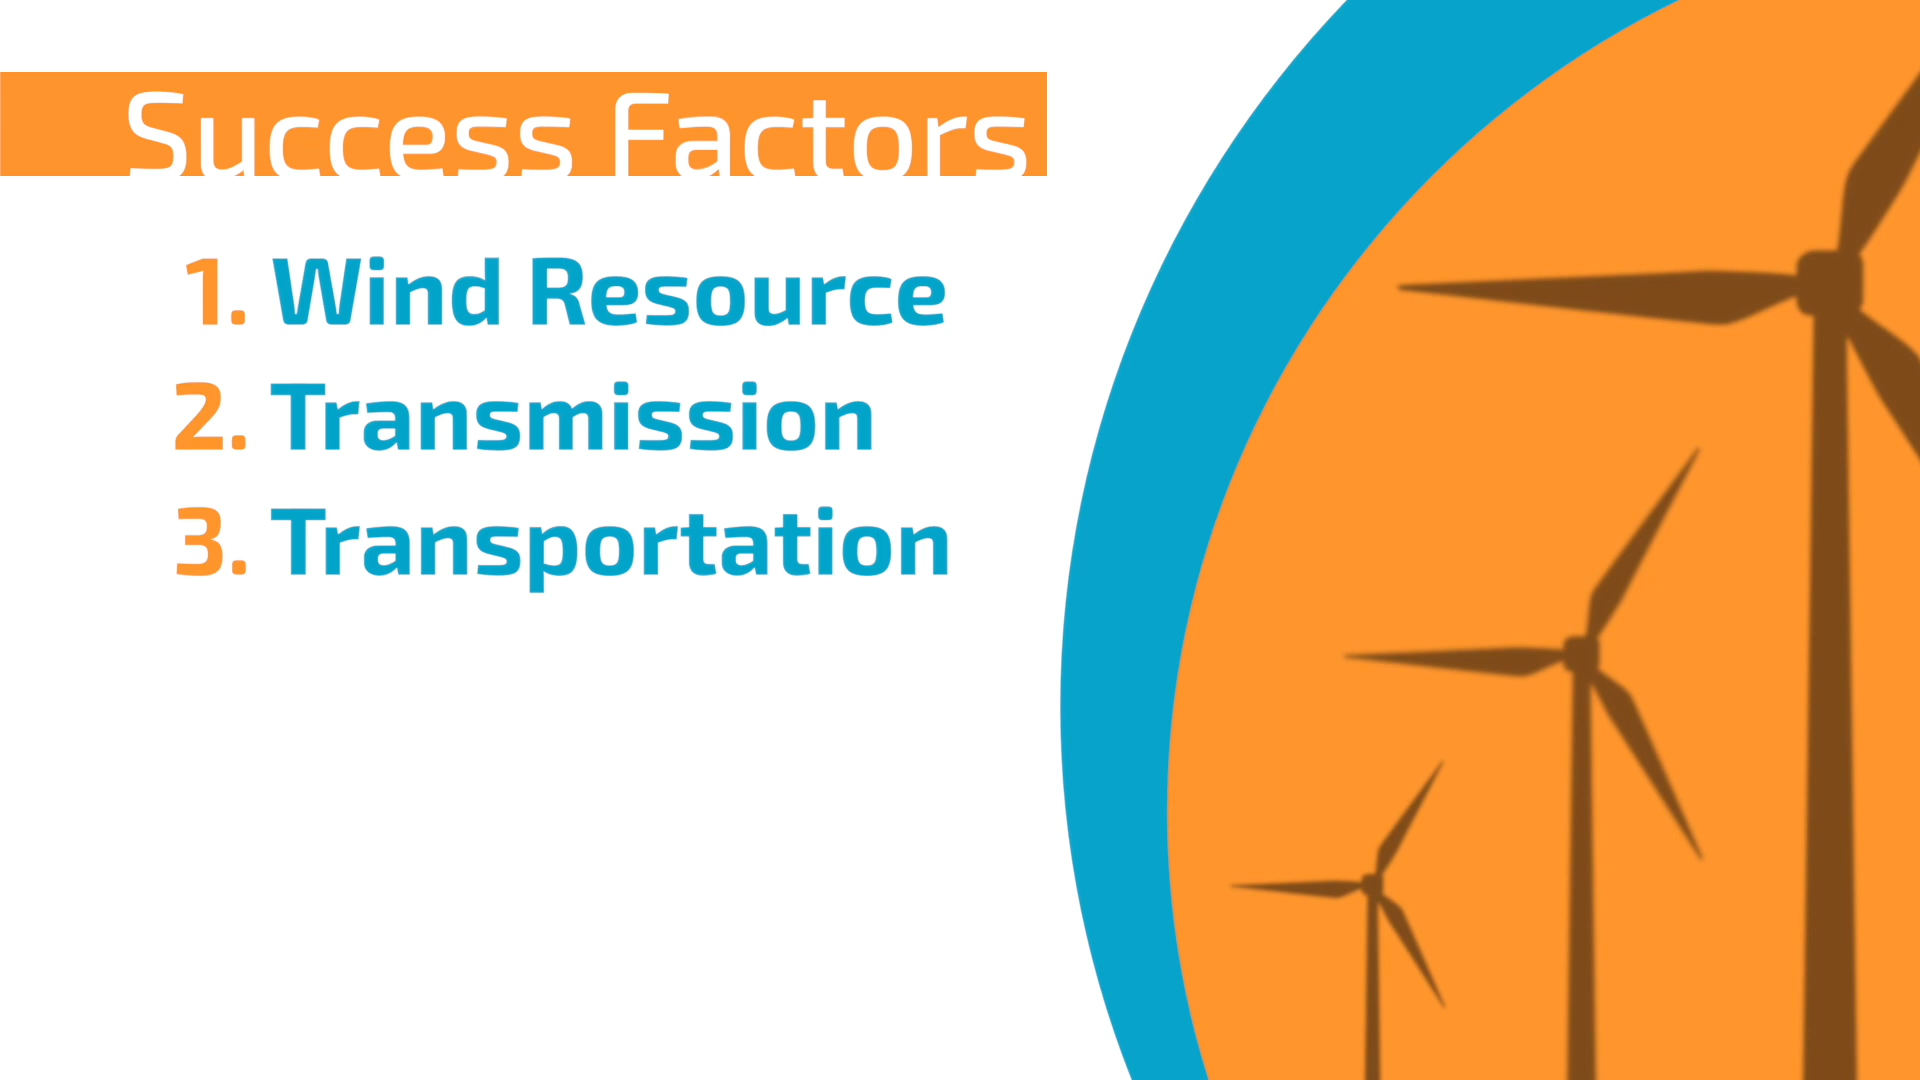 Success Factors
1. Wind Resource
2. Transmission
3. Transportation